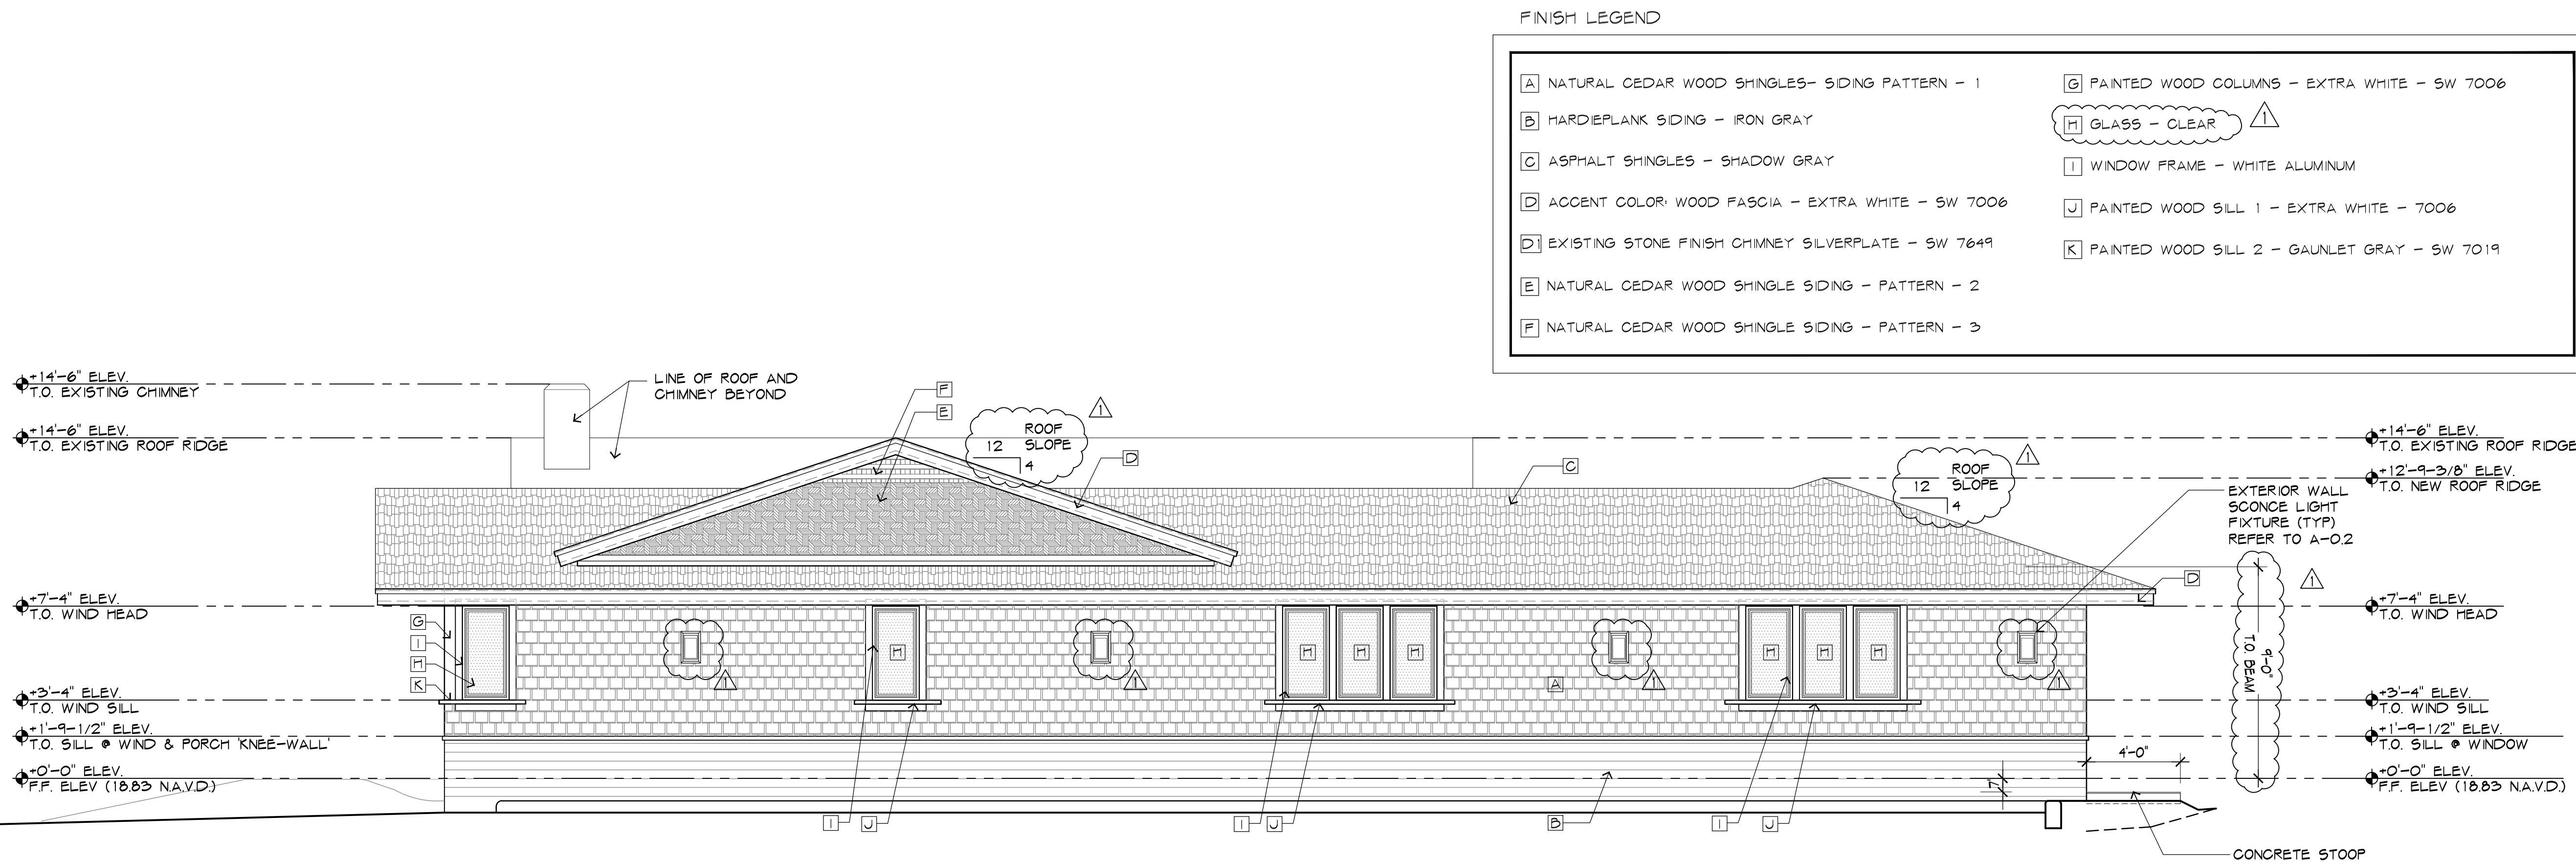 FINISH LEGEND
A NATURAL CEDAR WOOD SHINGLES- SIDING PATTERN - 1
B HARDIEPLANK SIDING - IRON GRAY
C ASPHALT SHINGLES - SHADOW GRAY
D ACCENT COLOR: WOOD FASCIA - EXTRA WHITE - SW 7006
D1 EXISTING STONE FINISH CHIMNEY SILVERPLATE - SW 7649
E NATURAL CEDAR WOOD SHINGLE SIDING - PATTERN - 2
F NATURAL CEDAR WOOD SHINGLE SIDING - PATTERN - 3
G PAINTED WOOD COLUMNS - EXTRA WHITE - SW 7006
H GLASS - CLEAR 1
I WINDOW FRAME - WHITE ALUMINUM
J PAINTED WOOD SILL 1 - EXTRA WHITE - 7006
K PAINTED WOOD SILL 2 - GAUNLET GRAY - SW 7019
+14'-6" ELEV.
T.O. EXISTING CHIMNEY
+14'-6" ELEV.
T.O. EXISTING ROOF RIDGE
+7'-4" ELEV.
T.O. WIND HEAD
+3'-4" ELEV.
T.O. WIND SILL
+1'-9-1/2" ELEV.
T.O. SILL @ WIND & PORCH 'KNEE-WALL'
+0'-0" ELEV.
F.F. ELEV (18.83 N.A.V.D.)
LINE OF ROOF AND
CHIMNEY BEYOND
F
E
ROOF
SLOPE
12
4
1
D
C
ROOF
SLOPE
12
4
1
G
I
H
K
1
H
1
H
H
H
A
1
H
H
H
1
I
J
I
J
B
I
J
7"
4'-0"
EXTERIOR WALL
SCONCE LIGHT
FIXTURE (TYP)
REFER TO A-0.2
D
9'-0"
T.O. BEAM
1
CONCRETE STOOP
+14'-6" ELEV.
T.O. EXISTING ROOF RIDGE
+12'-9-3/8" ELEV.
T.O. NEW ROOF RIDGE
+7'-4" ELEV.
T.O. WIND HEAD
+3'-4" ELEV.
T.O. WIND SILL
+1'-9-1/2" ELEV.
T.O. SILL @ WINDOW
+0'-0" ELEV.
F.F. ELEV (18.83 N.A.V.D.)